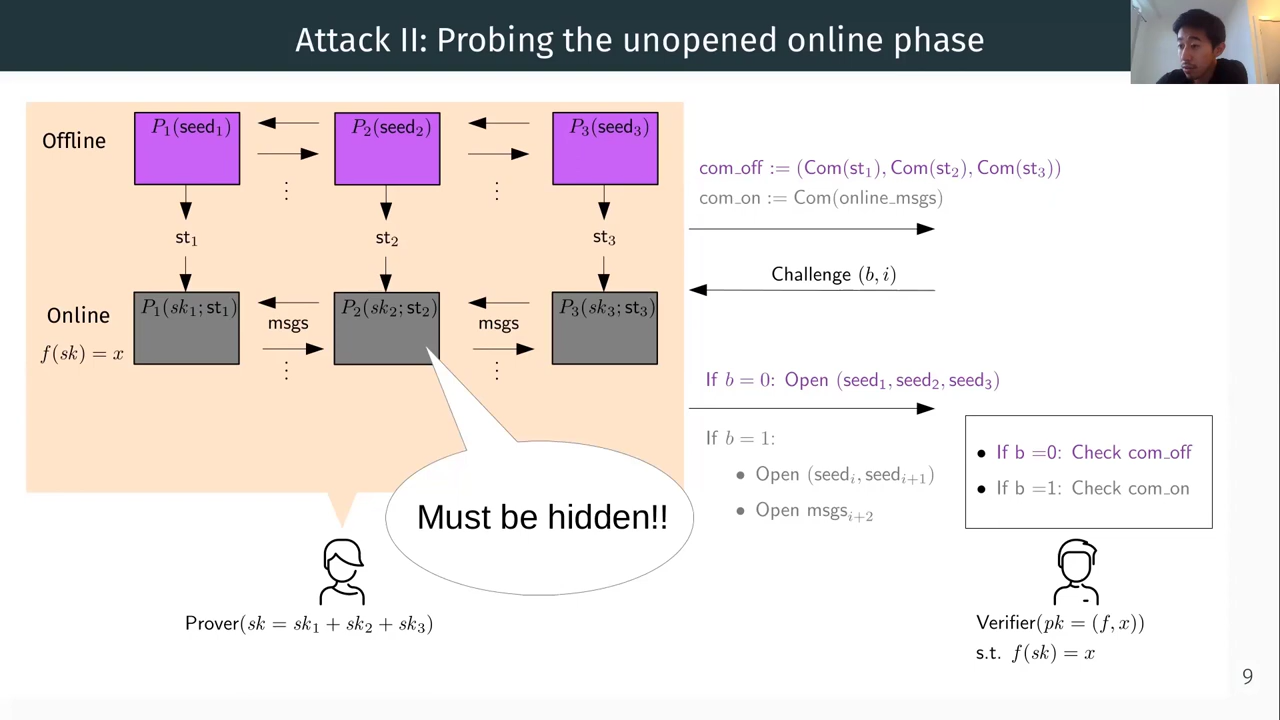 Attack II: Probing the unopened online phase
Offline
P₁(seed₁)
P₂(seed₂)
P₃(seed₃)
st₁
st₂
st₃
Online
f(sk) = x
P₁(sk₁; st₁)
msgs
P₂(sk₂; st₂)
msgs
P₃(sk₃; st₃)
Must be hidden!!
Prover(sk = sk₁ + sk₂ + sk₃)
com_off := (Com(st₁), Com(st₂), Com(st₃))
com_on := Com(online_msgs)
Challenge (b, i)
If b = 0: Open (seed₁, seed₂, seed₃)
If b = 1:
• Open (seedᵢ, seedᵢ₊₁)
• Open msgsᵢ₊₂
• If b =0: Check com_off
• If b =1: Check com_on
Verifier(pk = (f, x))
s.t. f(sk) = x
9